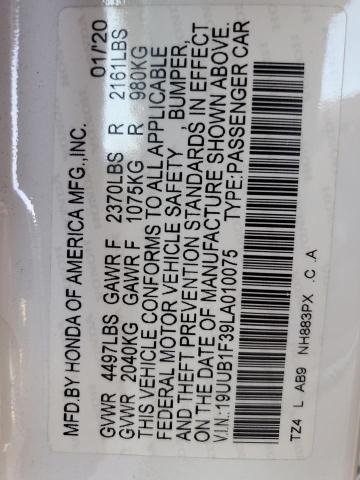 MFD.BY HONDA OF AMERICA MFG.,INC. 01/'20
GVWR 4497LBS GAWR F 2370LBS R 2161LBS
GVWR 2040KG GAWR F 1075KG R 980KG
THIS VEHICLE CONFORMS TO ALL APPLICABLE
FEDERAL MOTOR VEHICLE SAFETY, BUMPER,
AND THEFT PREVENTION STANDARDS IN EFFECT
ON THE DATE OF MANUFACTURE SHOWN ABOVE.
V.I.N.:19UUB1F39LA010075 TYPE:PASSENGER CAR
TZ4 L AB9 NH883PX .C .A